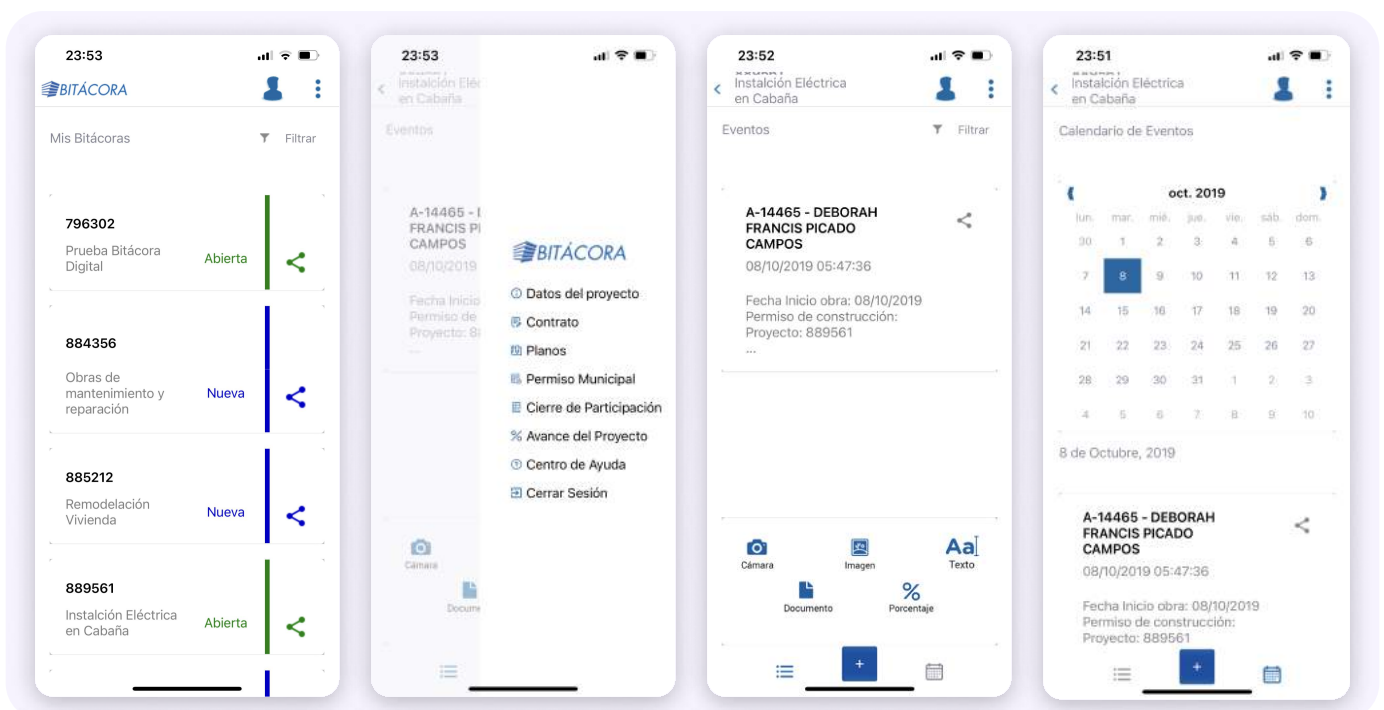 23:53
BITÁCORA
Mis Bitácoras
Filtrar
796302
Prueba Bitácora
Digital
Abierta
884356
Obras de
mantenimiento y
reparación
Nueva
885212
Remodelación
Vivienda
Nueva
889561
Instalción Eléctrica
en Cabaña
Abierta
23:53
Instalción Eléc
en Cabaña
Eventos
A-14465 - D
FRANCIS PI
CAMPOS
08/10/2019
Fecha Inicio
Permiso de
Proyecto: 88
...
Cámara
Docume
BITÁCORA
Datos del proyecto
Contrato
Planos
Permiso Municipal
Cierre de Participación
% Avance del Proyecto
Centro de Ayuda
Cerrar Sesión
23:52
Instalción Eléctrica
en Cabaña
Eventos
Filtrar
A-14465 - DEBORAH
FRANCIS PICADO
CAMPOS
08/10/2019 05:47:36
Fecha Inicio obra: 08/10/2019
Permiso de construcción:
Proyecto: 889561
...
Cámara
Imagen
Aa
Texto
Documento
%
Porcentaje
+
23:51
Instalción Eléctrica
en Cabaña
Calendario de Eventos
oct. 2019
lun. mar. mié. jue. vie. sáb. dom.
30 1 2 3 4 5 6
7 8 9 10 11 12 13
14 15 16 17 18 19 20
21 22 23 24 25 26 27
28 29 30 31 1 2 3
4 5 6 7 8 9 10
8 de Octubre, 2019
A-14465 - DEBORAH
FRANCIS PICADO
CAMPOS
08/10/2019 05:47:36
Fecha Inicio obra: 08/10/2019
Permiso de construcción:
Proyecto: 889561
+